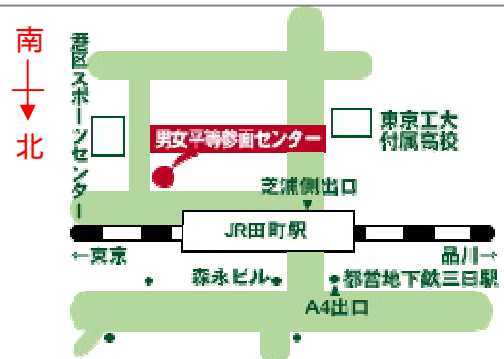 南
北
港区スポーツセンター
男女平等参画センター
東京工大
付属高校
芝浦側出口
JR田町駅
←東京
品川→
森永ビル
都営地下鉄三田駅
A4出口